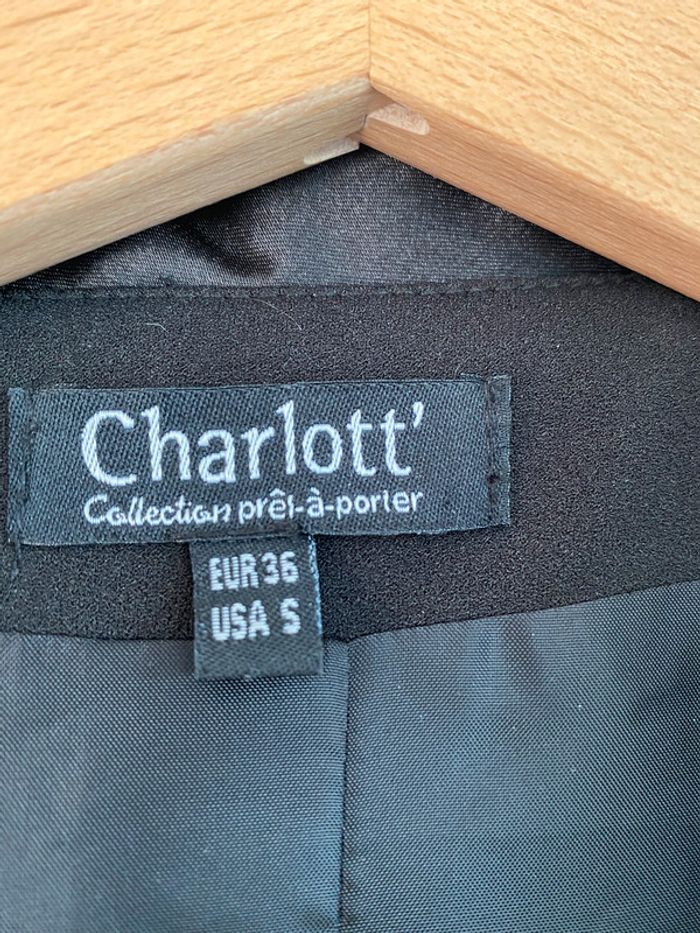 Charlott'
Collection prêt-à-porter
EUR 36
USA S